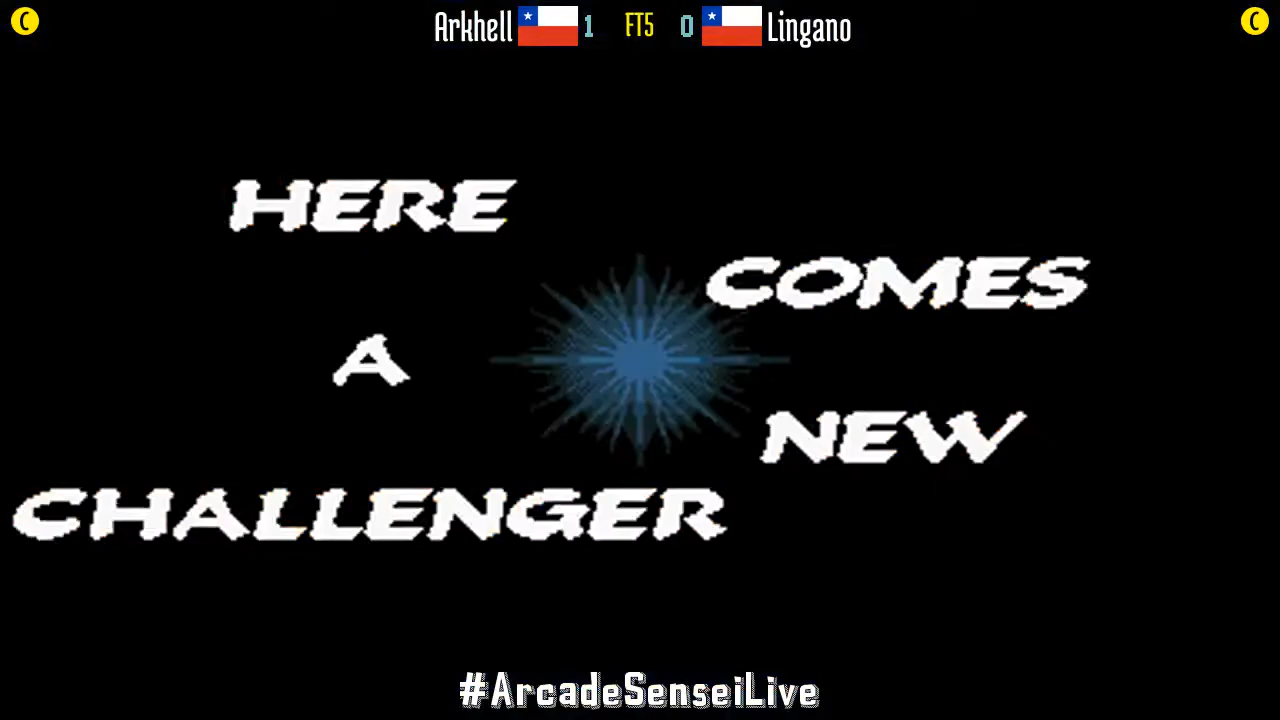 C Arkhell 1 FT5 0 Lingano C
HERE
COMES
A
NEW
CHALLENGER
#ArcadeSenseiLive